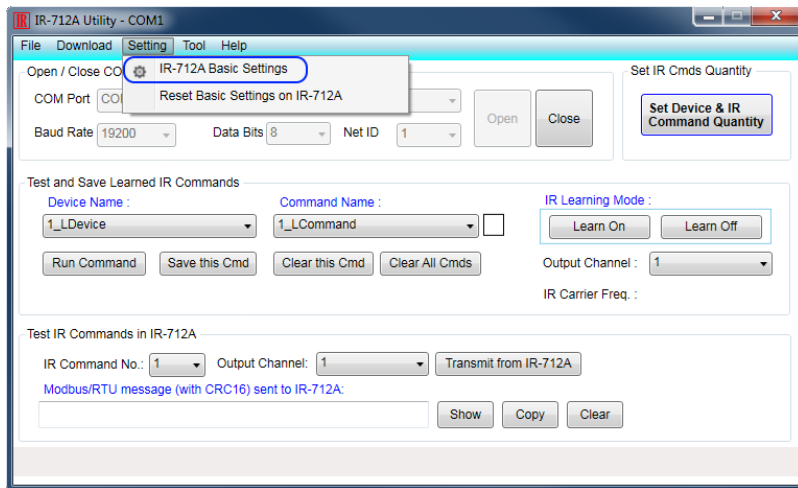 IR-712A Utility - COM1
File Download Setting Tool Help
IR-712A Basic Settings
Reset Basic Settings on IR-712A
Open / Close CO
Set IR Cmds Quantity
COM Port
Open
Close
Set Device & IR
Command Quantity
Baud Rate 19200 Data Bits 8 Net ID 1
Test and Save Learned IR Commands
Device Name : Command Name : IR Learning Mode :
1_LDevice 1_LCommand Learn On Learn Off
Run Command Save this Cmd Clear this Cmd Clear All Cmds Output Channel : 1
IR Carrier Freq. :
Test IR Commands in IR-712A
IR Command No.: 1 Output Channel: 1 Transmit from IR-712A
Modbus/RTU message (with CRC16) sent to IR-712A:
Show Copy Clear